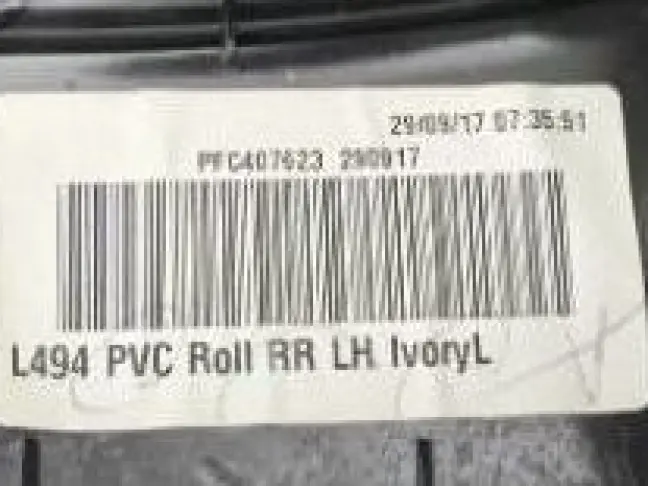 29/09/17 07:35:51
PFC407623 290917
L494 PVC Roll RR LH IvoryL